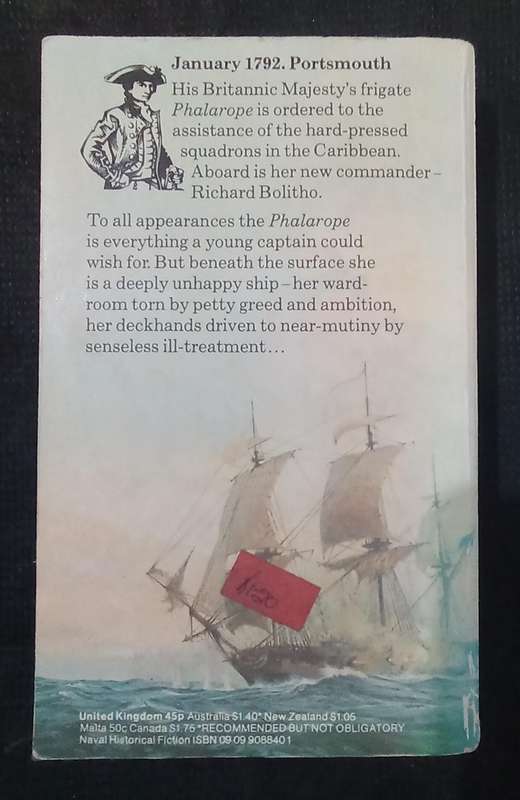 January 1792. Portsmouth
His Britannic Majesty's frigate
Phalarope is ordered to the
assistance of the hard-pressed
squadrons in the Caribbean.
Aboard is her new commander–
Richard Bolitho.
To all appearances the Phalarope
is everything a young captain could
wish for. But beneath the surface she
is a deeply unhappy ship–her ward-
room torn by petty greed and ambition,
her deckhands driven to near-mutiny by
senseless ill-treatment...
United Kingdom 45p Australia $1.40* New Zealand $1.05
Malta 50c Canada $1.75 *RECOMMENDED BUT NOT OBLIGATORY
Naval Historical Fiction ISBN 09 09 908840 1